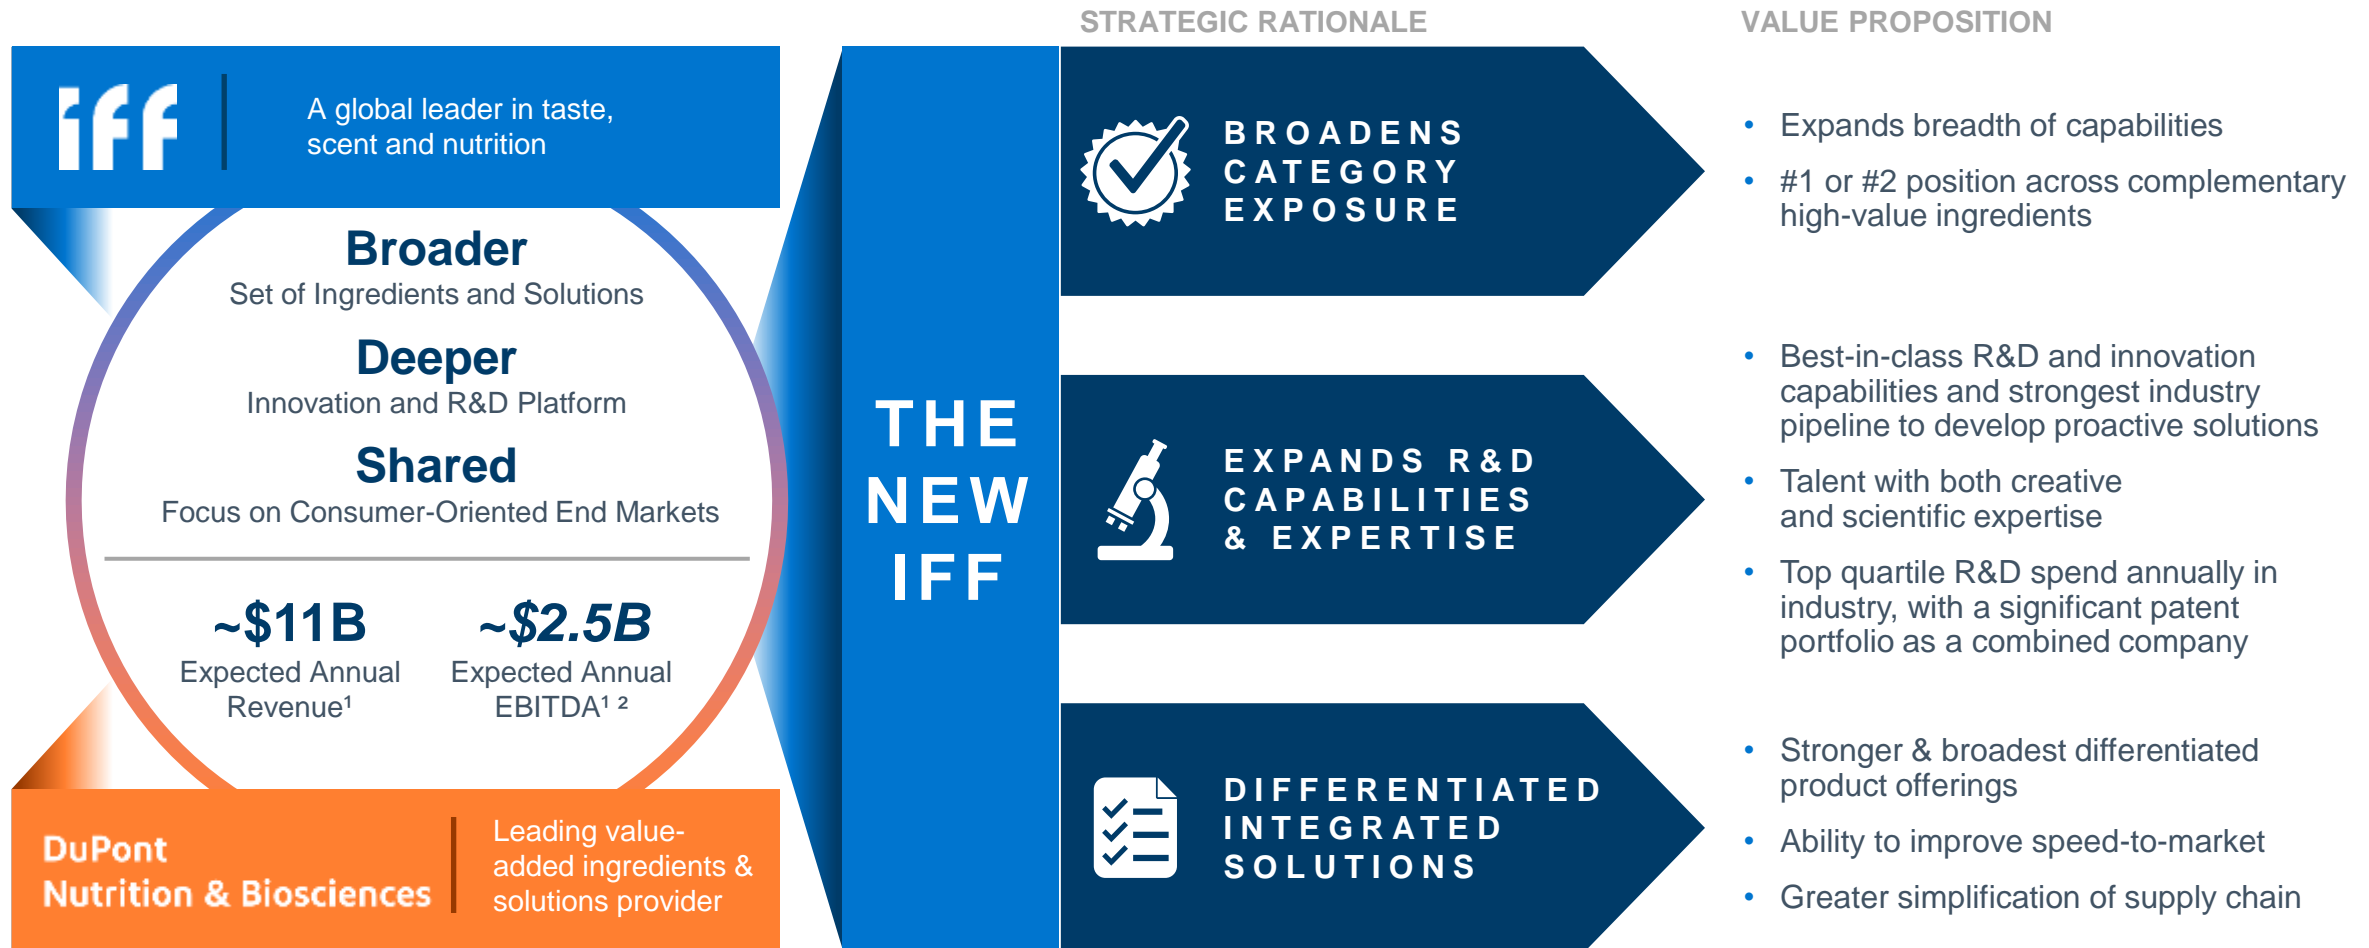 STRATEGIC RATIONALE
VALUE PROPOSITION
iff
A global leader in taste,
scent and nutrition
Broader
Set of Ingredients and Solutions
Deeper
Innovation and R&D Platform
Shared
Focus on Consumer-Oriented End Markets
~$11B
Expected Annual
Revenue¹
~$2.5B
Expected Annual
EBITDA¹ ²
DuPont
Nutrition & Biosciences
Leading value-
added ingredients &
solutions provider
THE
NEW
IFF
BROADENS
CATEGORY
EXPOSURE
• Expands breadth of capabilities
• #1 or #2 position across complementary
high-value ingredients
EXPANDS R&D
CAPABILITIES
& EXPERTISE
• Best-in-class R&D and innovation
capabilities and strongest industry
pipeline to develop proactive solutions
• Talent with both creative
and scientific expertise
• Top quartile R&D spend annually in
industry, with a significant patent
portfolio as a combined company
DIFFERENTIATED
INTEGRATED
SOLUTIONS
• Stronger & broadest differentiated
product offerings
• Ability to improve speed-to-market
• Greater simplification of supply chain